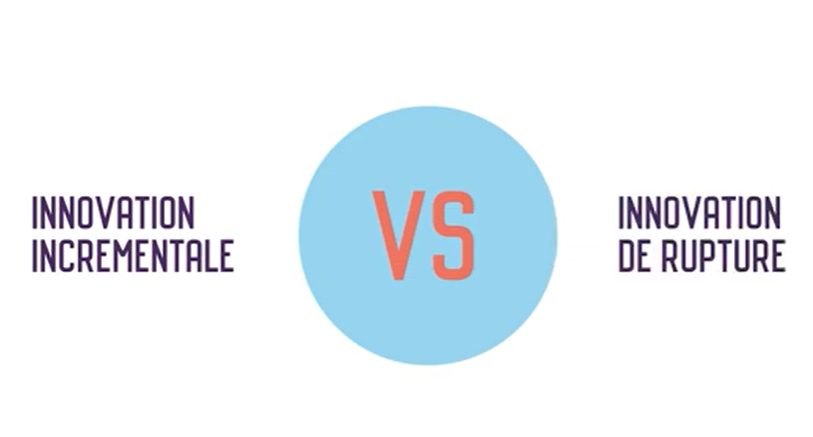 INNOVATION
INCREMENTALE
VS
INNOVATION
DE RUPTURE